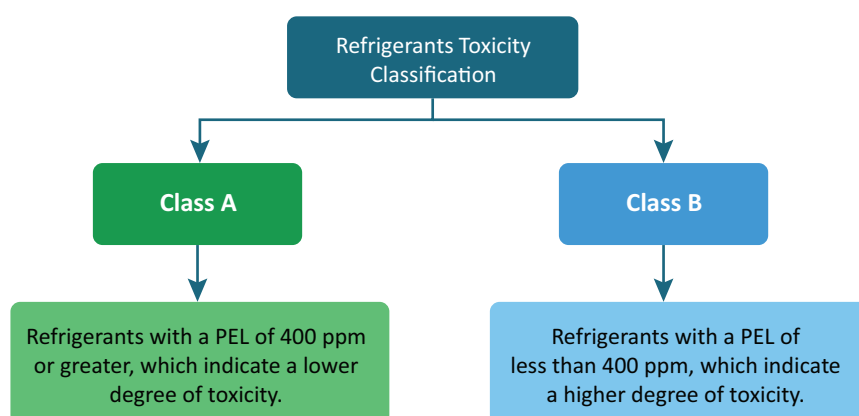 Refrigerants Toxicity
Classification
Class A
Class B
Refrigerants with a PEL of 400 ppm
or greater, which indicate a lower
degree of toxicity.
Refrigerants with a PEL of
less than 400 ppm, which indicate
a higher degree of toxicity.